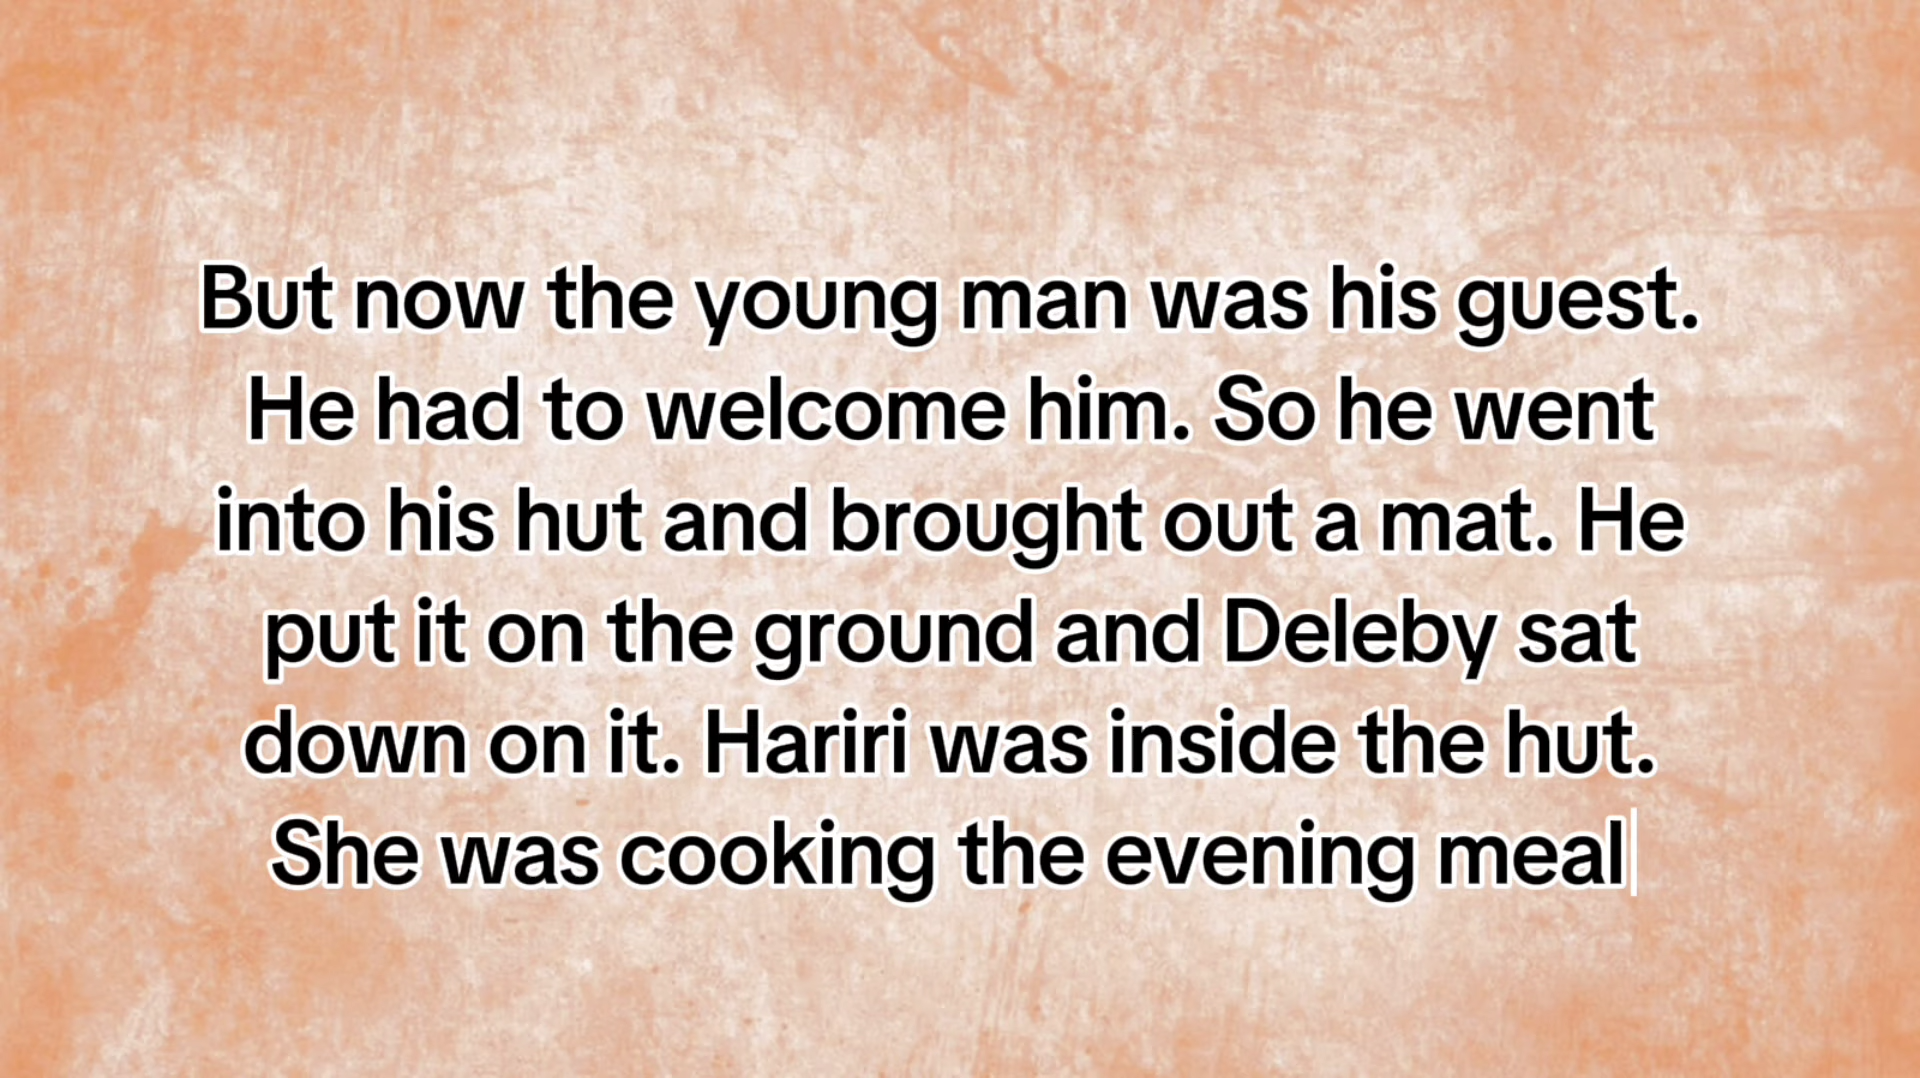 But now the young man was his guest.
He had to welcome him. So he went
into his hut and brought out a mat. He
put it on the ground and Deleby sat
down on it. Hariri was inside the hut.
She was cooking the evening meal